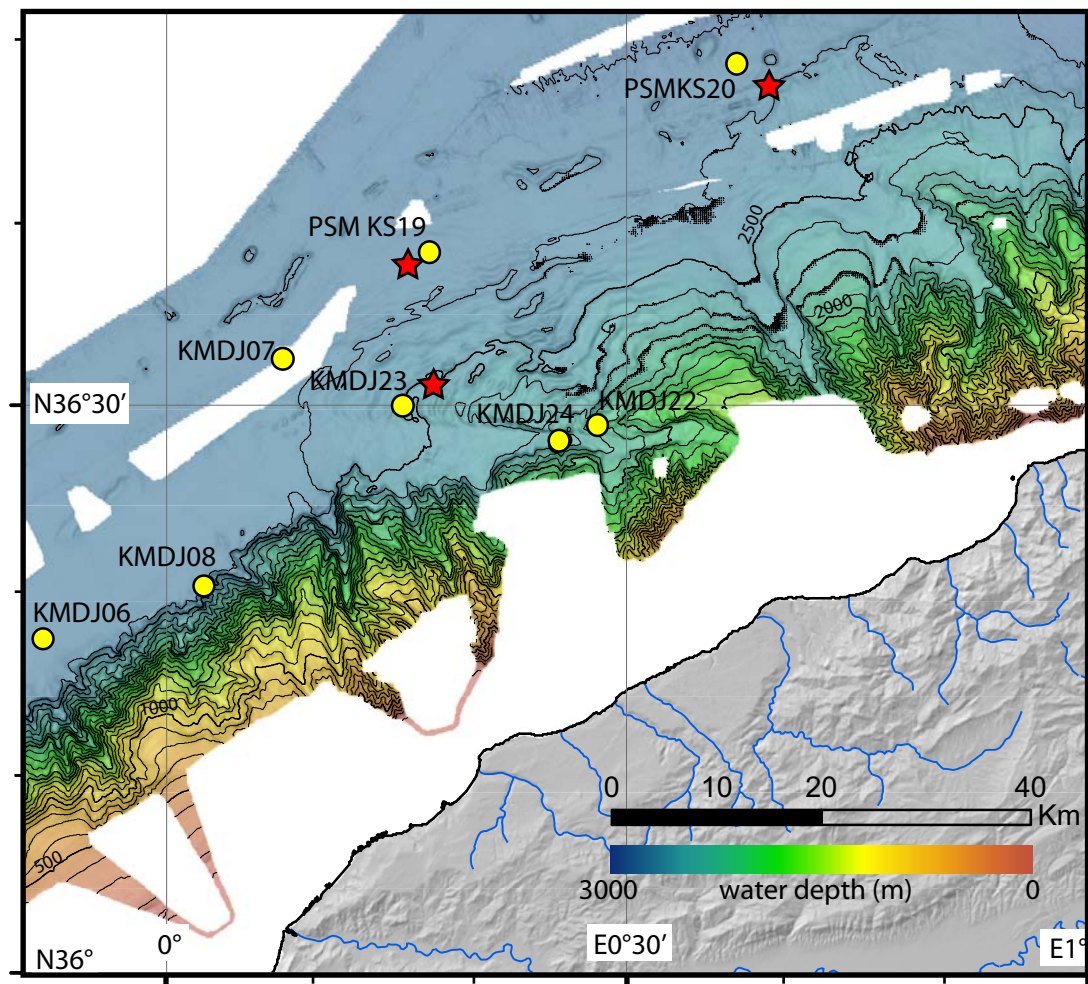 PSMKS20
PSM KS19
2500
2000
KMDJ07
KMDJ23
N36°30’
KMDJ24
KMDJ22
KMDJ08
KMDJ06
1000
0 10 20 40
Km
500
3000 water depth (m) 0
N36°
0°
E0°30’
E1°